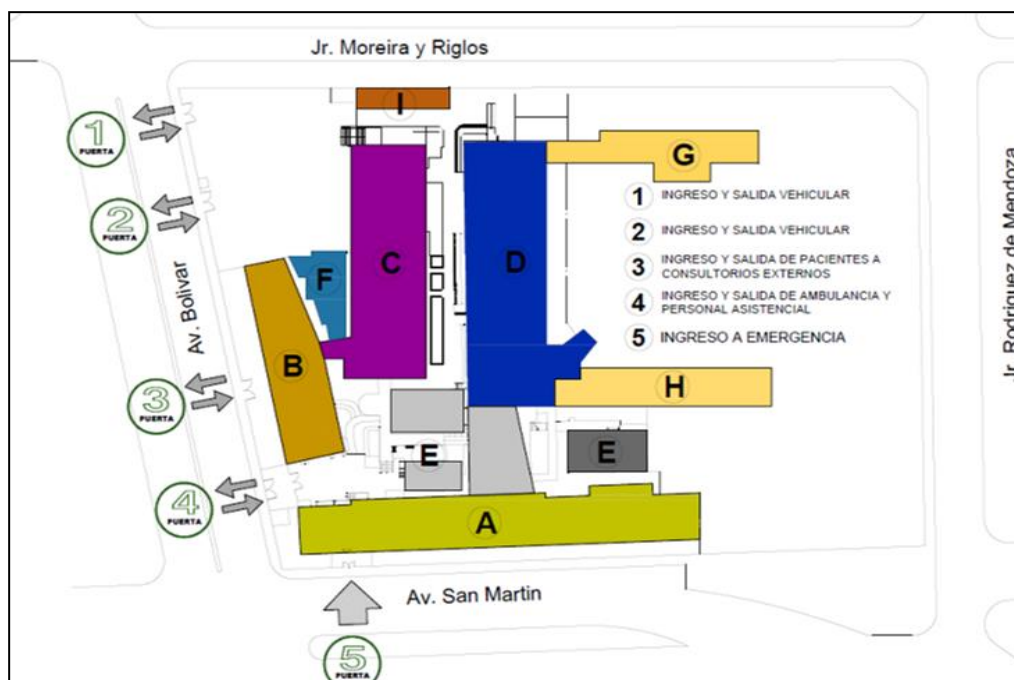 Jr. Moreira y Riglos
I
1
PUERTA
G
1 INGRESO Y SALIDA VEHICULAR
2
PUERTA
2 INGRESO Y SALIDA VEHICULAR
C
D
F
3 INGRESO Y SALIDA DE PACIENTES A
CONSULTORIOS EXTERNOS
4 INGRESO Y SALIDA DE AMBULANCIA Y
PERSONAL ASISTENCIAL
5 INGRESO A EMERGENCIA
Jr. Rodriguez de Mendoza
Av. Bolivar
B
H
3
PUERTA
E
E
4
PUERTA
A
Av. San Martin
5
PUERTA